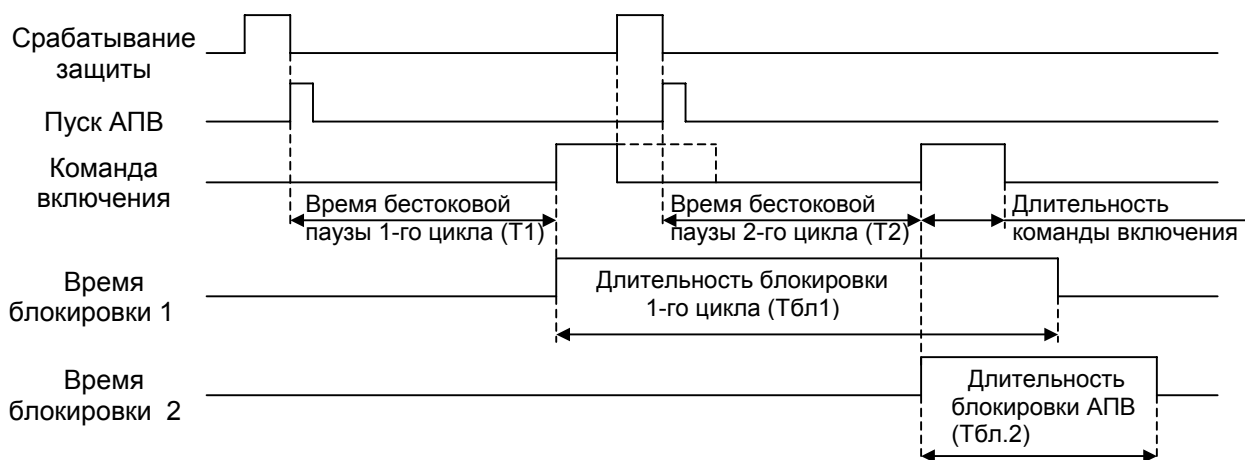 Срабатывание
защиты
Пуск АПВ
Команда
включения
Время бестоковой
паузы 1-го цикла (Т1)
Время бестоковой
паузы 2-го цикла (Т2)
Длительность
команды включения
Время
блокировки 1
Длительность блокировки
1-го цикла (Тбл1)
Время
блокировки 2
Длительность
блокировки АПВ
(Тбл.2)